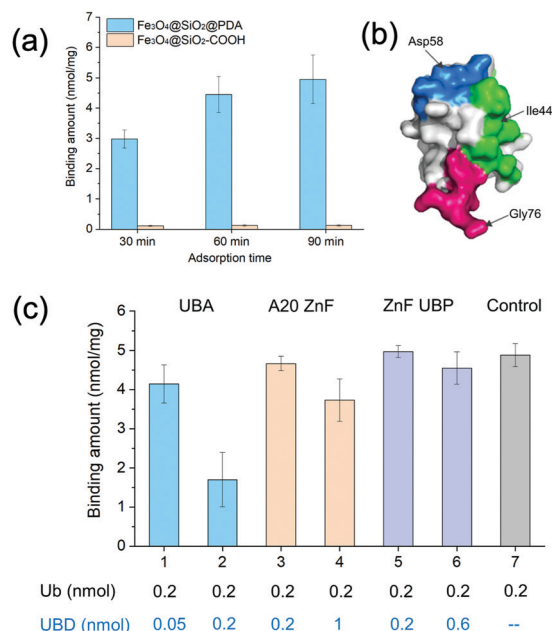 (a)
Fe₃O₄@SiO₂@PDA
Fe₃O₄@SiO₂-COOH
Binding amount (nmol/mg)
7
6
5
4
3
2
1
0
30 min 60 min 90 min
Adsorption time
(b)
Asp58
Ile44
Gly76
(c)
UBA A20 ZnF ZnF UBP Control
Binding amount (nmol/mg)
6
5
4
3
2
1
0
1 2 3 4 5 6 7
Ub (nmol) 0.2 0.2 0.2 0.2 0.2 0.2 0.2
UBD (nmol) 0.05 0.2 0.2 1 0.2 0.6 --